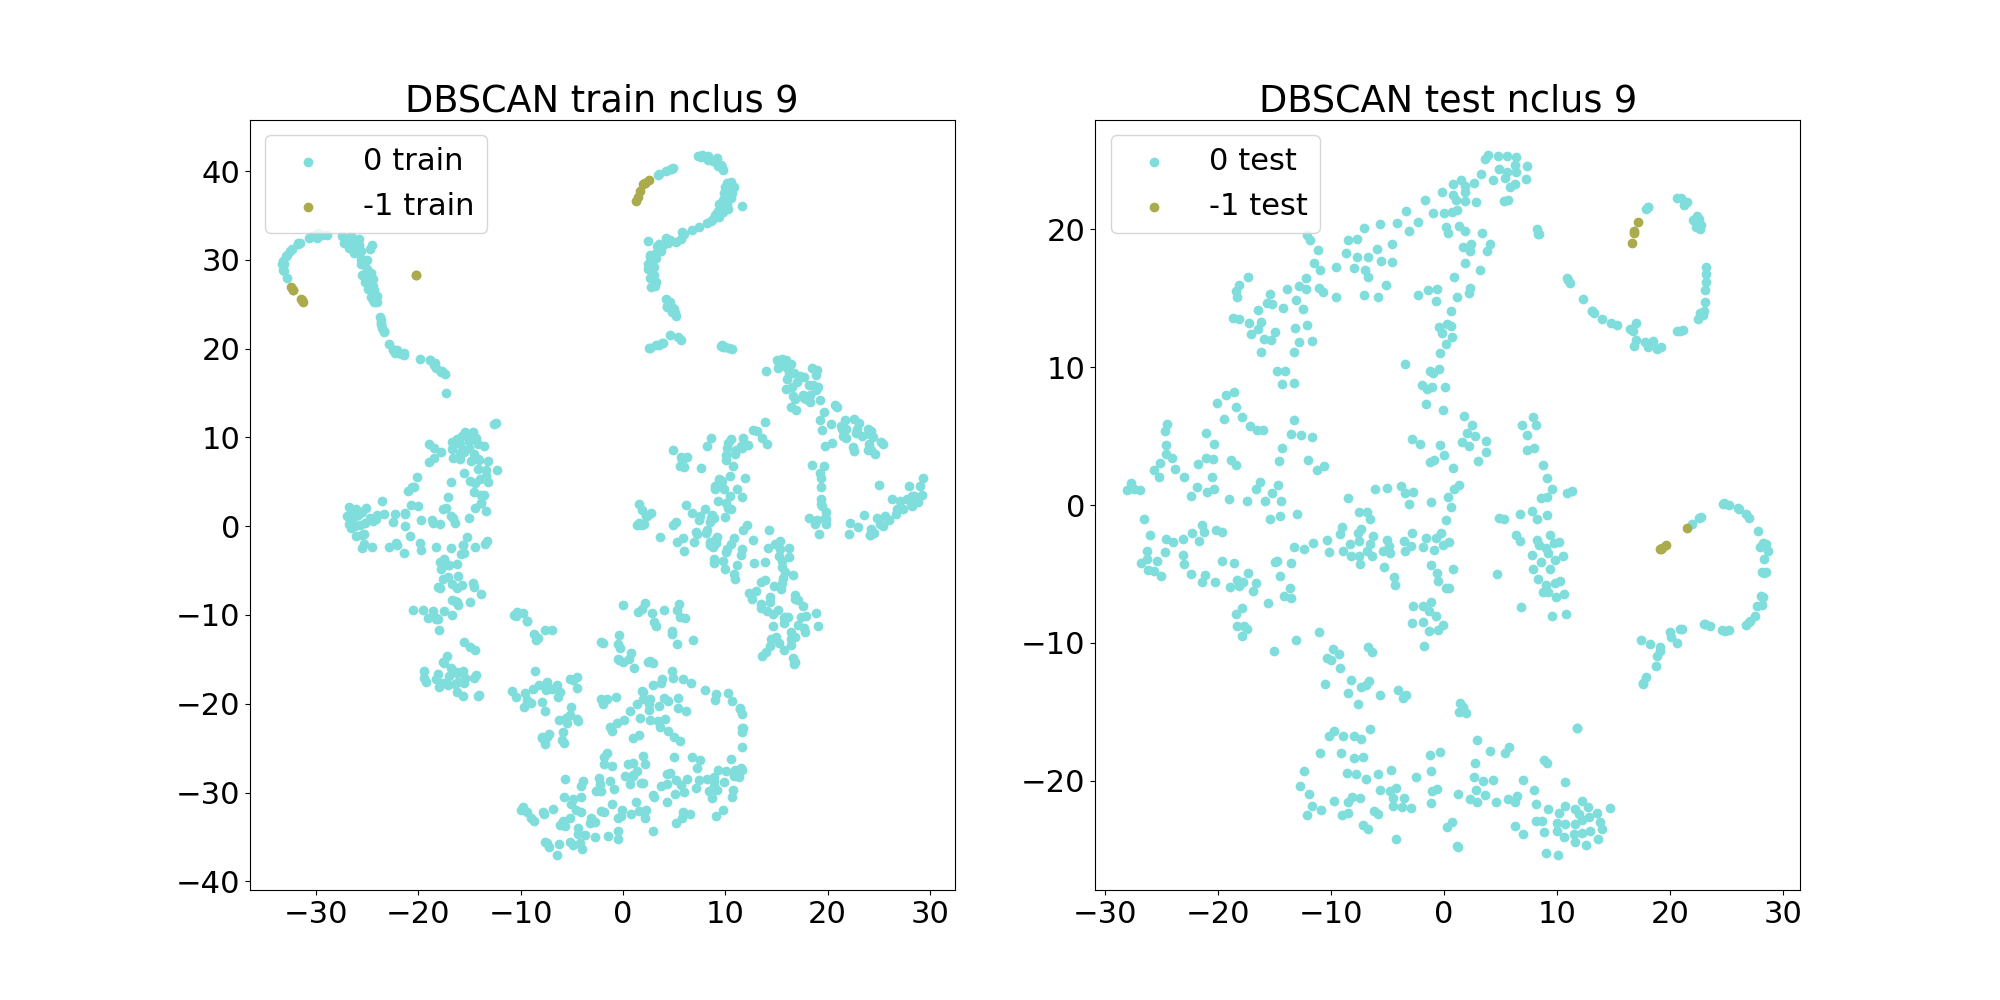 DBSCAN train nclus 9
0 train
-1 train
40
30
20
10
0
−10
−20
−30
−40
−30 −20 −10 0 10 20 30
DBSCAN test nclus 9
0 test
-1 test
20
10
0
−10
−20
−30 −20 −10 0 10 20 30